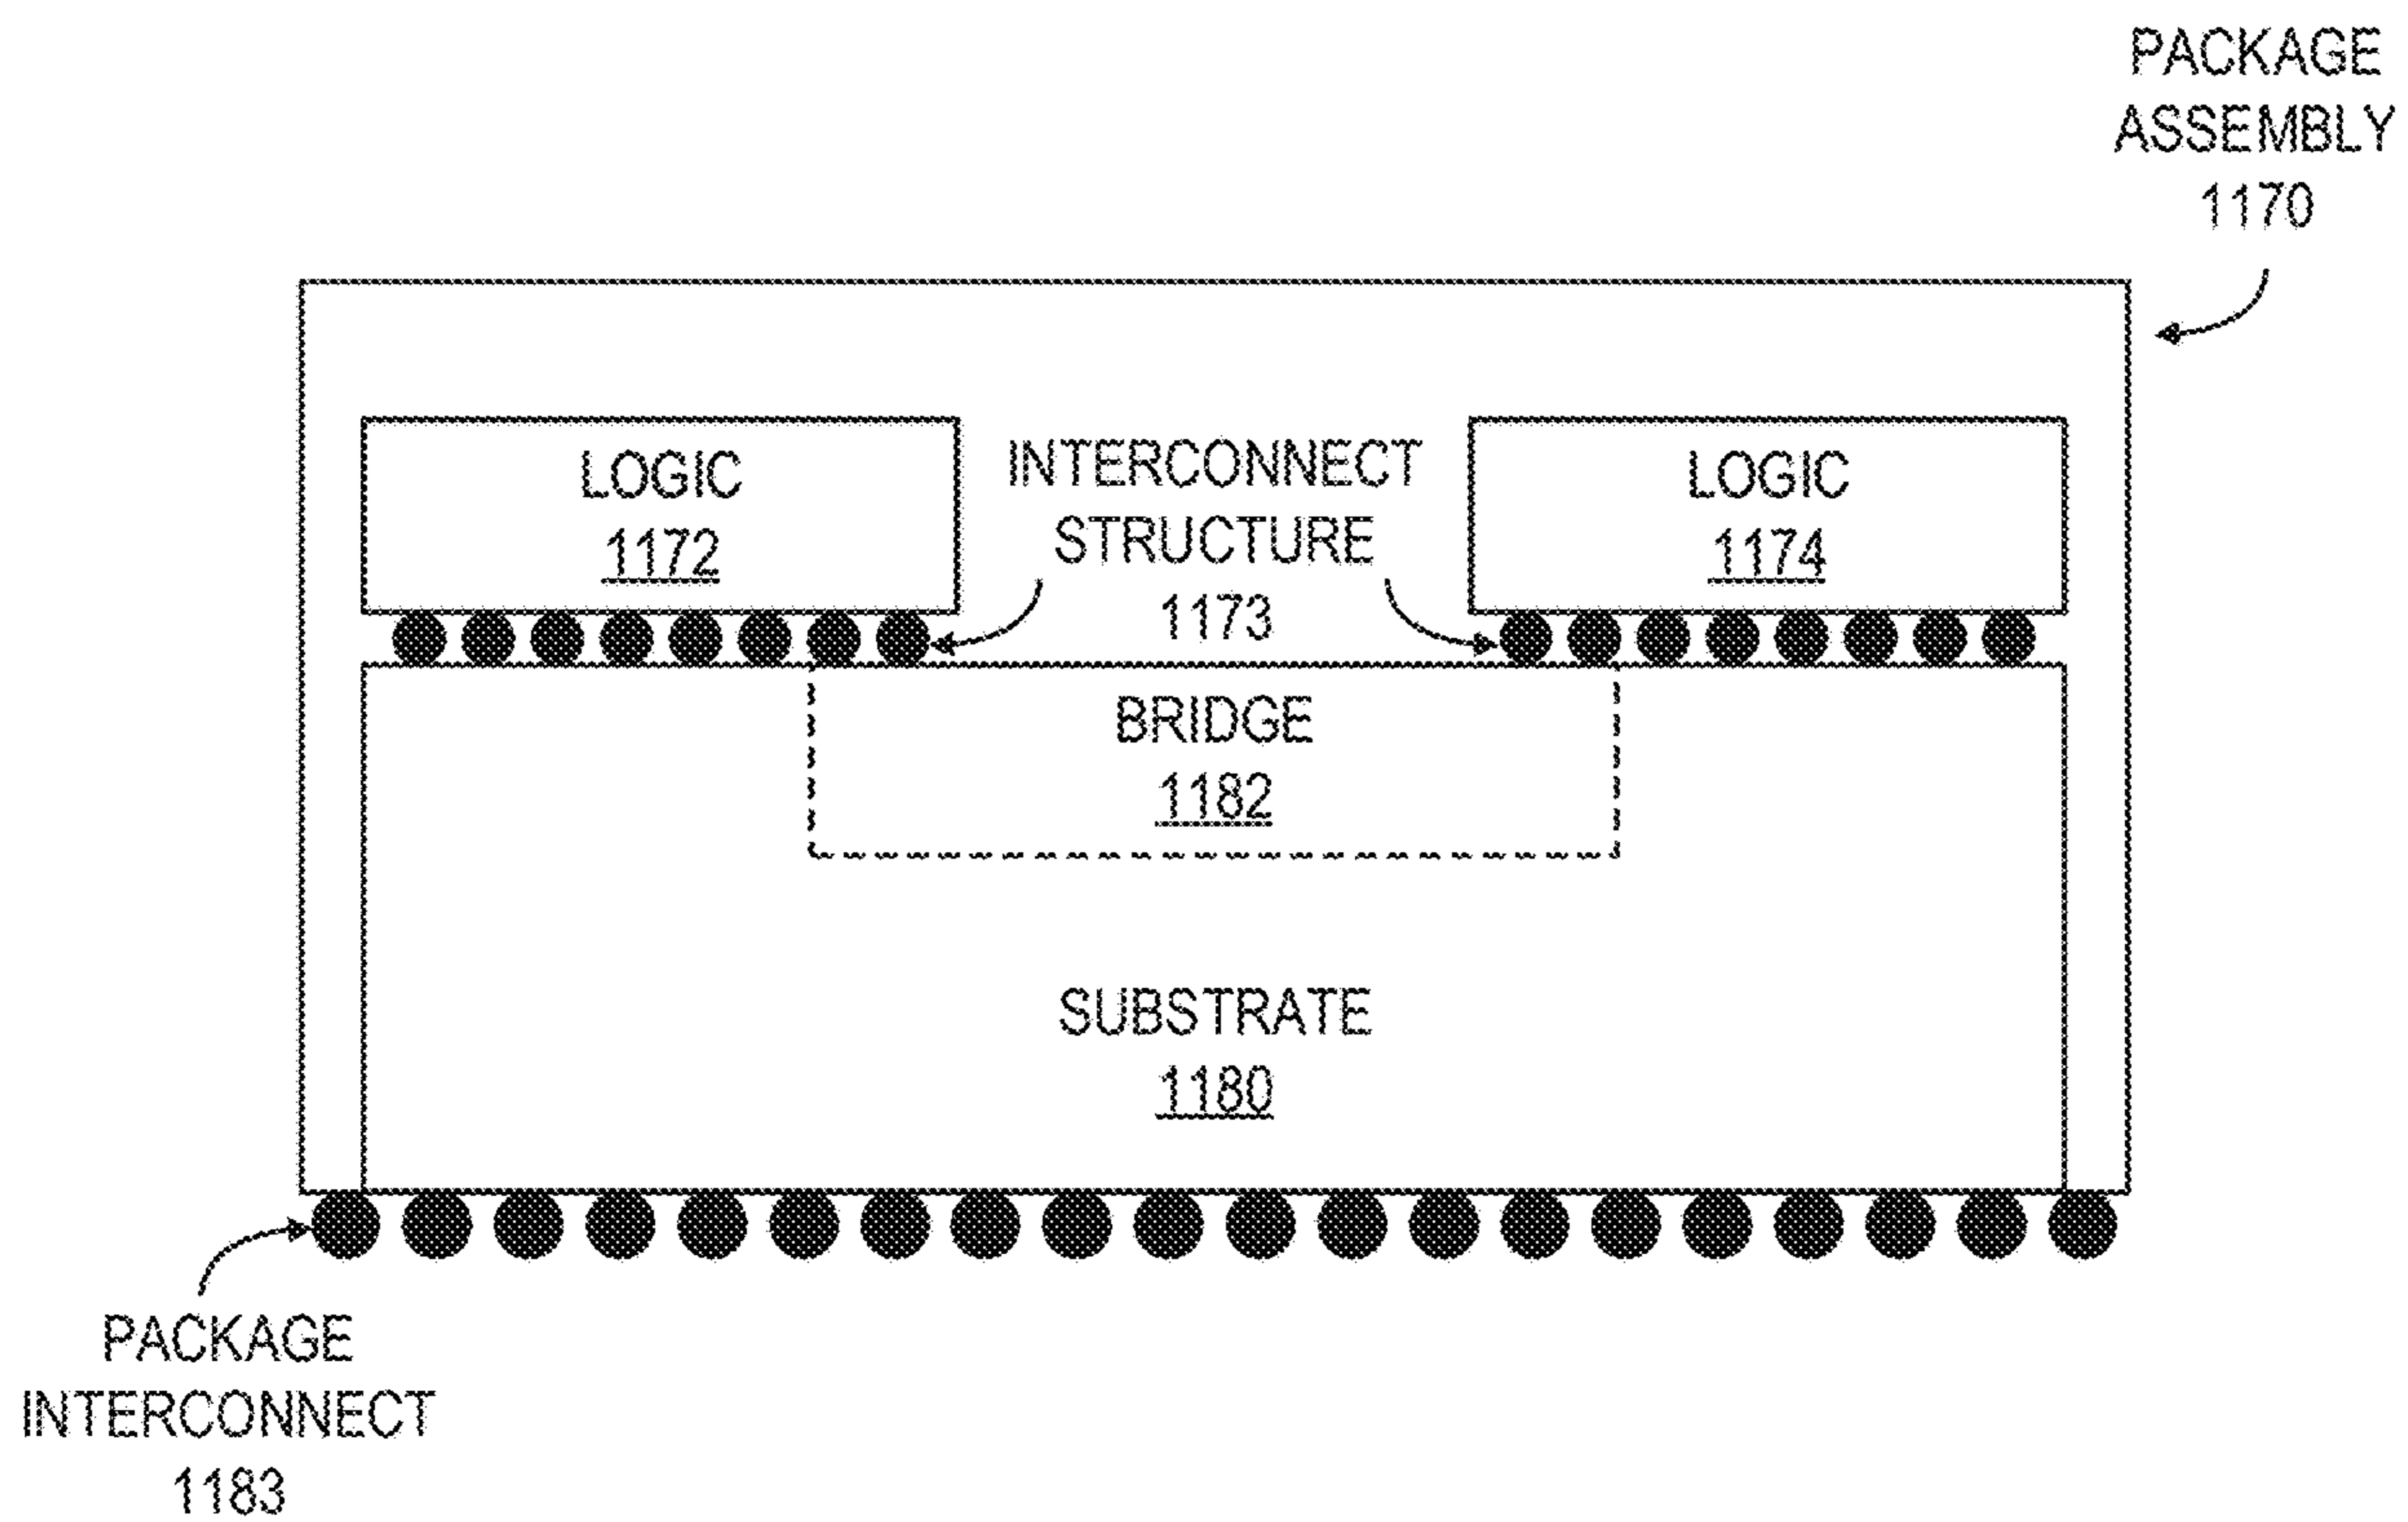 PACKAGE
ASSEMBLY
1170
LOGIC
1172
INTERCONNECT
STRUCTURE
1173
LOGIC
1174
BRIDGE
1182
SUBSTRATE
1180
PACKAGE
INTERCONNECT
1183